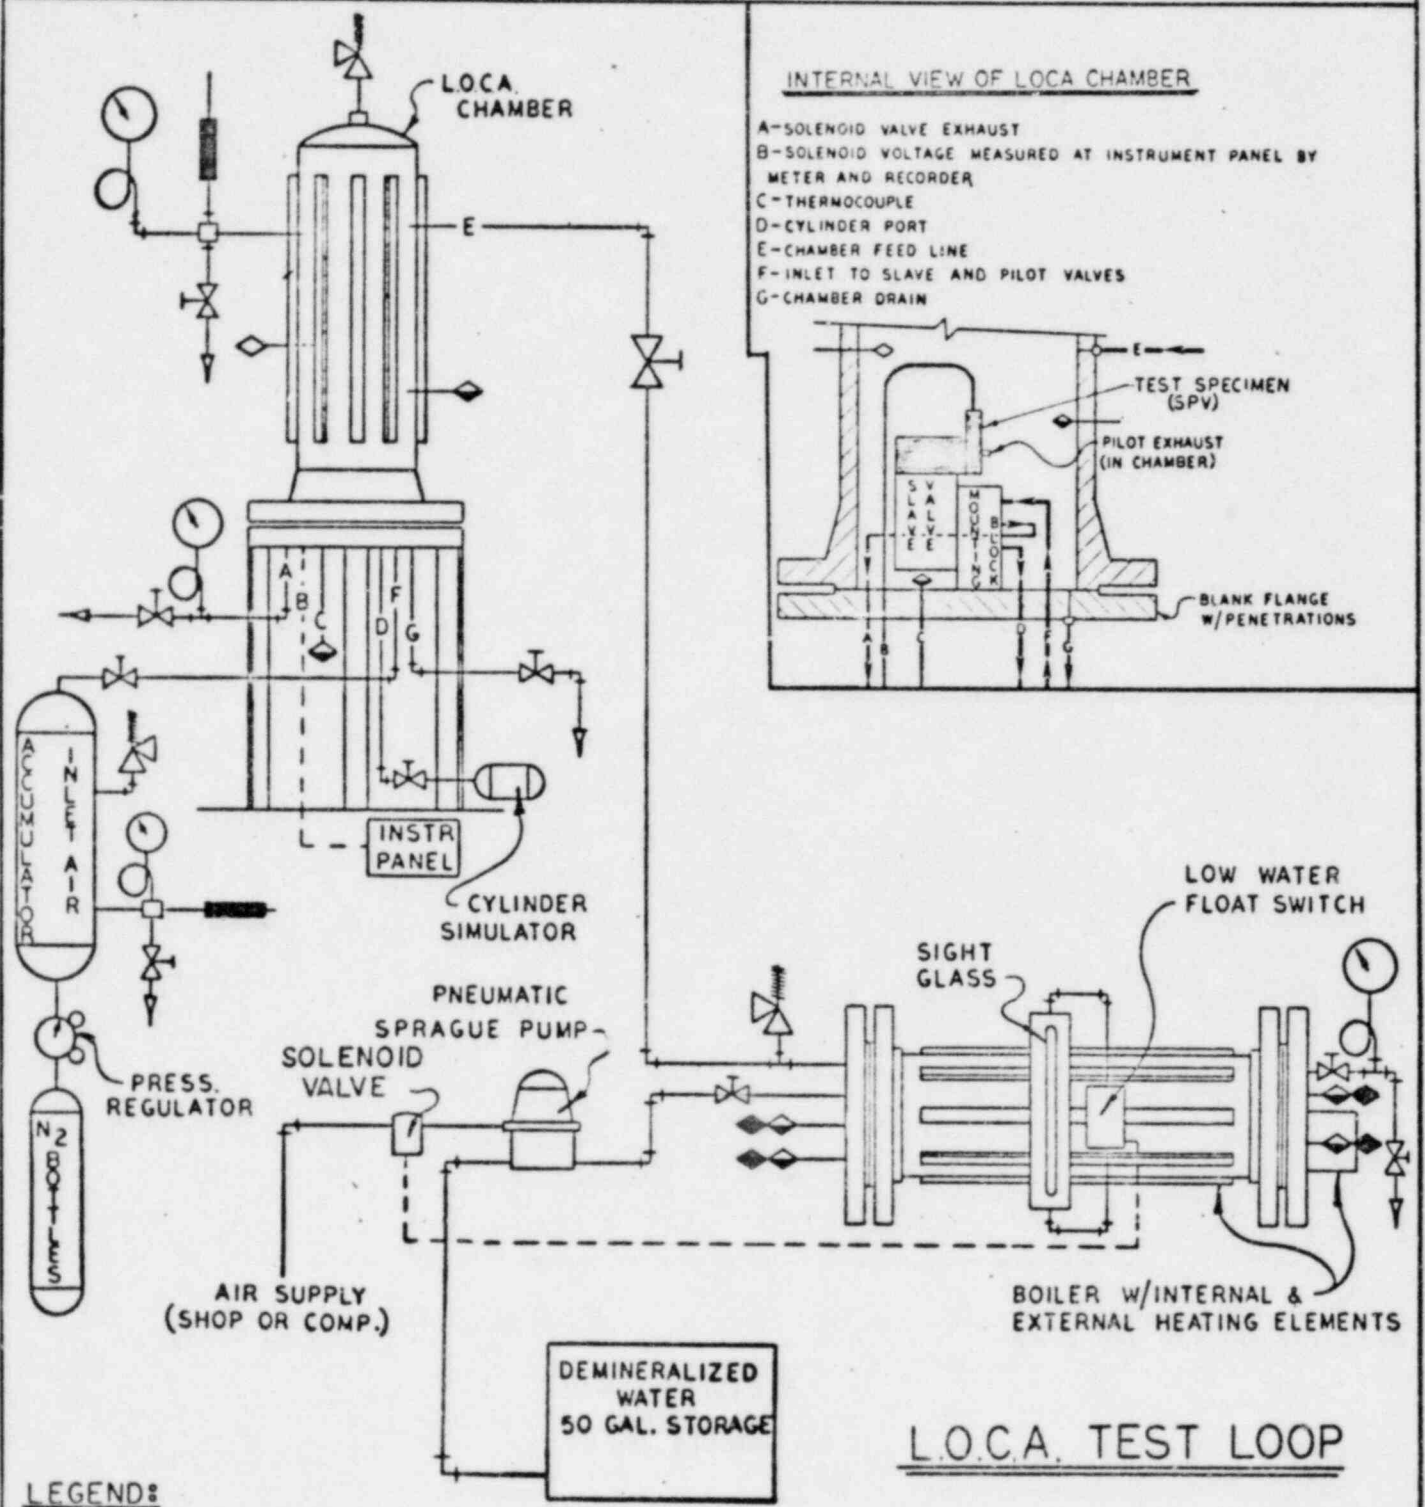 L.O.C.A.
CHAMBER
INTERNAL VIEW OF LOCA CHAMBER
A-SOLENOID VALVE EXHAUST
B-SOLENOID VOLTAGE MEASURED AT INSTRUMENT PANEL BY
METER AND RECORDER
C-THERMOCOUPLE
D-CYLINDER PORT
E-CHAMBER FEED LINE
F-INLET TO SLAVE AND PILOT VALVES
G-CHAMBER DRAIN
E
E
TEST SPECIMEN
(SPV)
PILOT EXHAUST
(IN CHAMBER)
SLAVE
VALVE
MOUNTING
BLOCK
BLANK FLANGE
W/PENETRATIONS
A
B
C
D
F
G
A
B
C
D
F
G
ACCUMULATOR
INLET AIR
INSTR
PANEL
CYLINDER
SIMULATOR
LOW WATER
FLOAT SWITCH
SIGHT
GLASS
PNEUMATIC
SPRAGUE PUMP
SOLENOID
VALVE
PRESS.
REGULATOR
N2
BOTTLES
AIR SUPPLY
(SHOP OR COMP.)
BOILER W/INTERNAL &
EXTERNAL HEATING ELEMENTS
DEMINERALIZED
WATER
50 GAL. STORAGE
L.O.C.A. TEST LOOP
LEGEND: